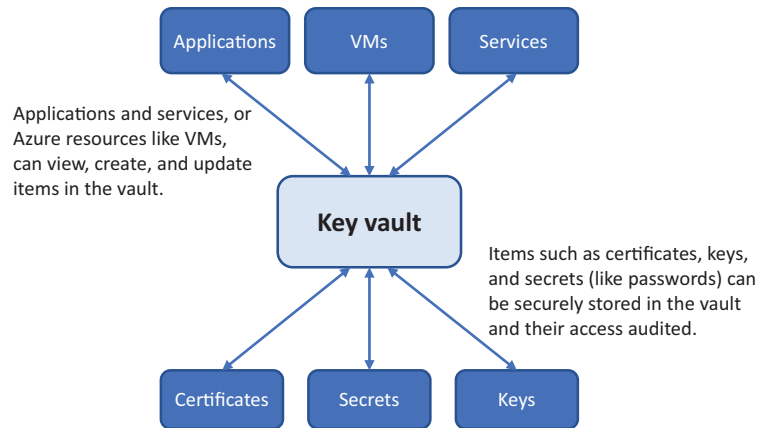 Applications
VMs
Services
Applications and services, or
Azure resources like VMs,
can view, create, and update
items in the vault.
Key vault
Items such as certificates, keys,
and secrets (like passwords) can
be securely stored in the vault
and their access audited.
Certificates
Secrets
Keys